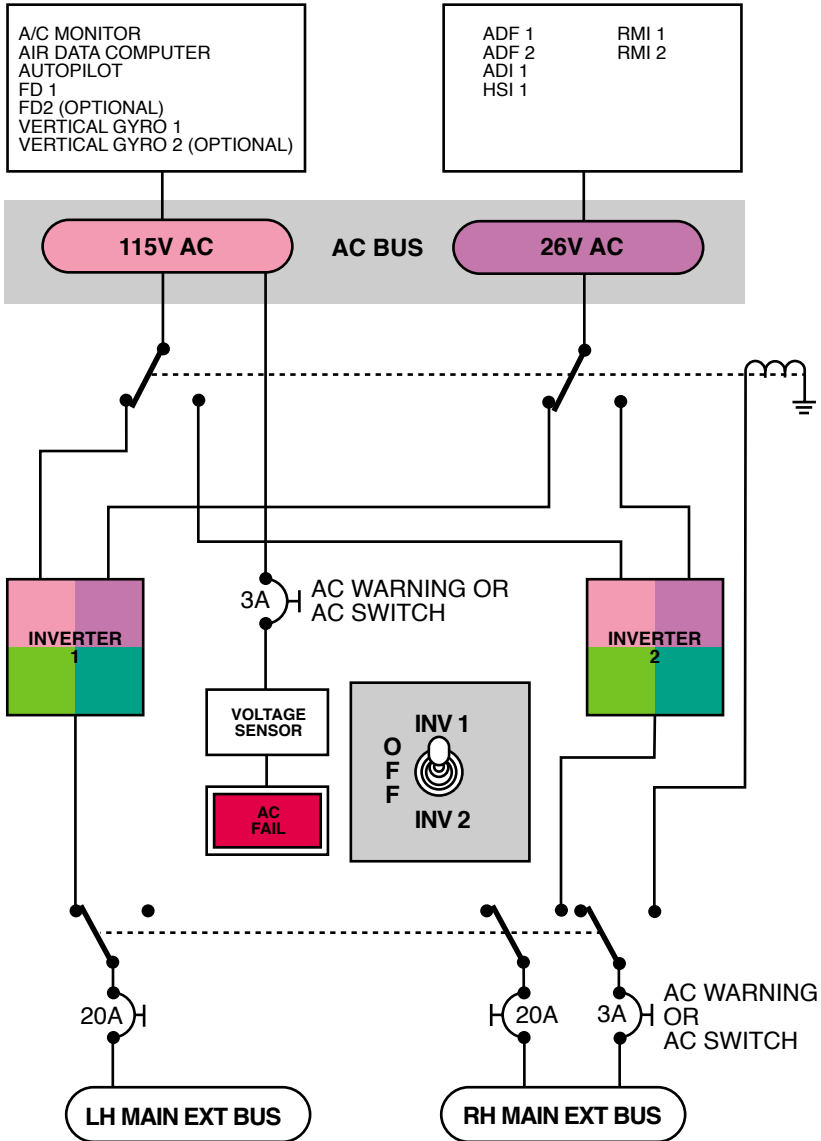 A/C MONITOR
AIR DATA COMPUTER
AUTOPILOT
FD 1
FD2 (OPTIONAL)
VERTICAL GYRO 1
VERTICAL GYRO 2 (OPTIONAL)
ADF 1 RMI 1
ADF 2 RMI 2
ADI 1
HSI 1
115V AC
AC BUS
26V AC
INVERTER
1
3A
AC WARNING OR
AC SWITCH
INVERTER
2
VOLTAGE
SENSOR
AC
FAIL
INV 1
O
F
F
INV 2
20A
20A
3A
AC WARNING
OR
AC SWITCH
LH MAIN EXT BUS
RH MAIN EXT BUS